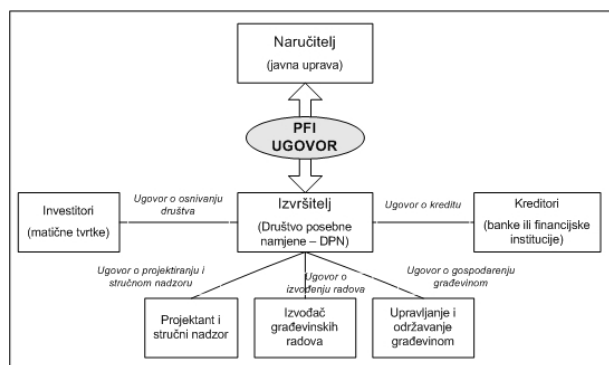 Naručitelj
(javna uprava)
PFI
UGOVOR
Investitori
(matične tvrtke)
Ugovor o osnivanju
društva
Izvršitelj
(Društvo posebne
namjene – DPN)
Ugovor o kreditu
Kreditori
(banke ili financijske
institucije)
Ugovor o projektiranju i
stručnom nadzoru
Ugovor o
izvođenju radova
Ugovor o gospodarenju
građevinom
Projektant i
stručni nadzor
Izvođač
građevinskih
radova
Upravljanje i
održavanje
građevinom